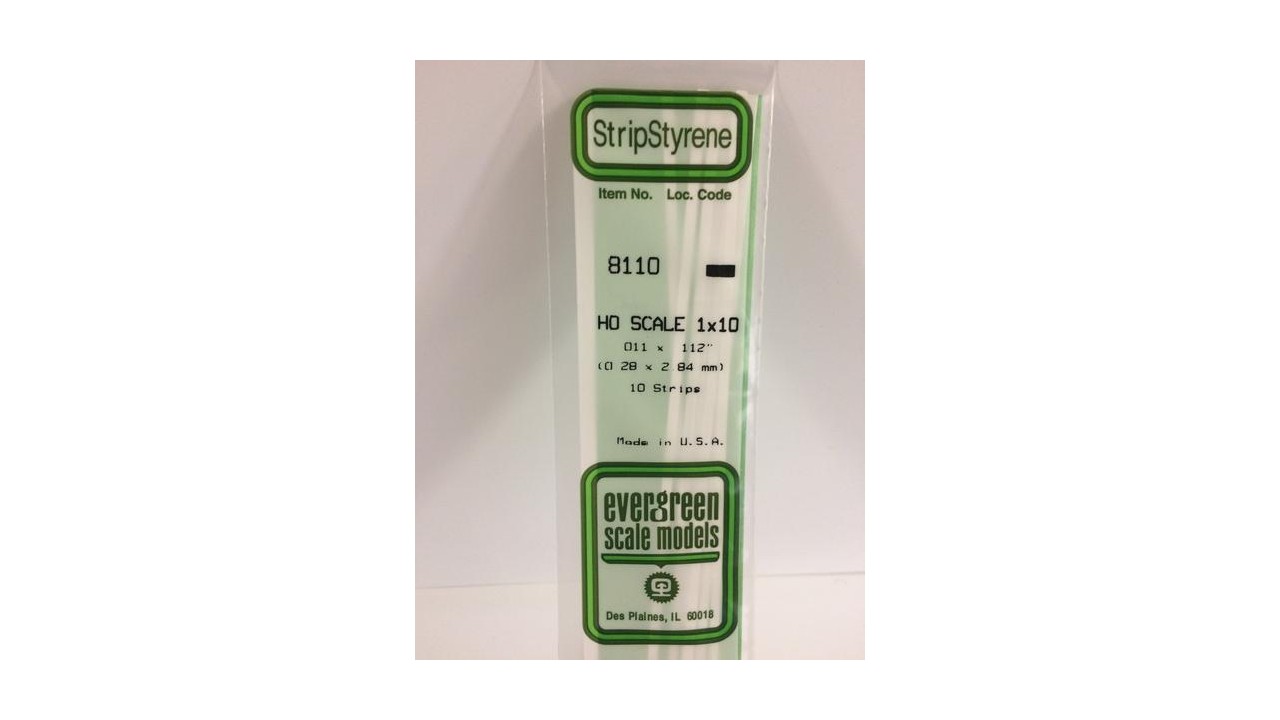 StripStyrene
Item No. Loc. Code
8110
HO SCALE 1x10
.011 x .112"
(0.28 x 2.84 mm)
10 Strips
Made in U.S.A.
evergreen
scale models
Des Plaines, IL 60018